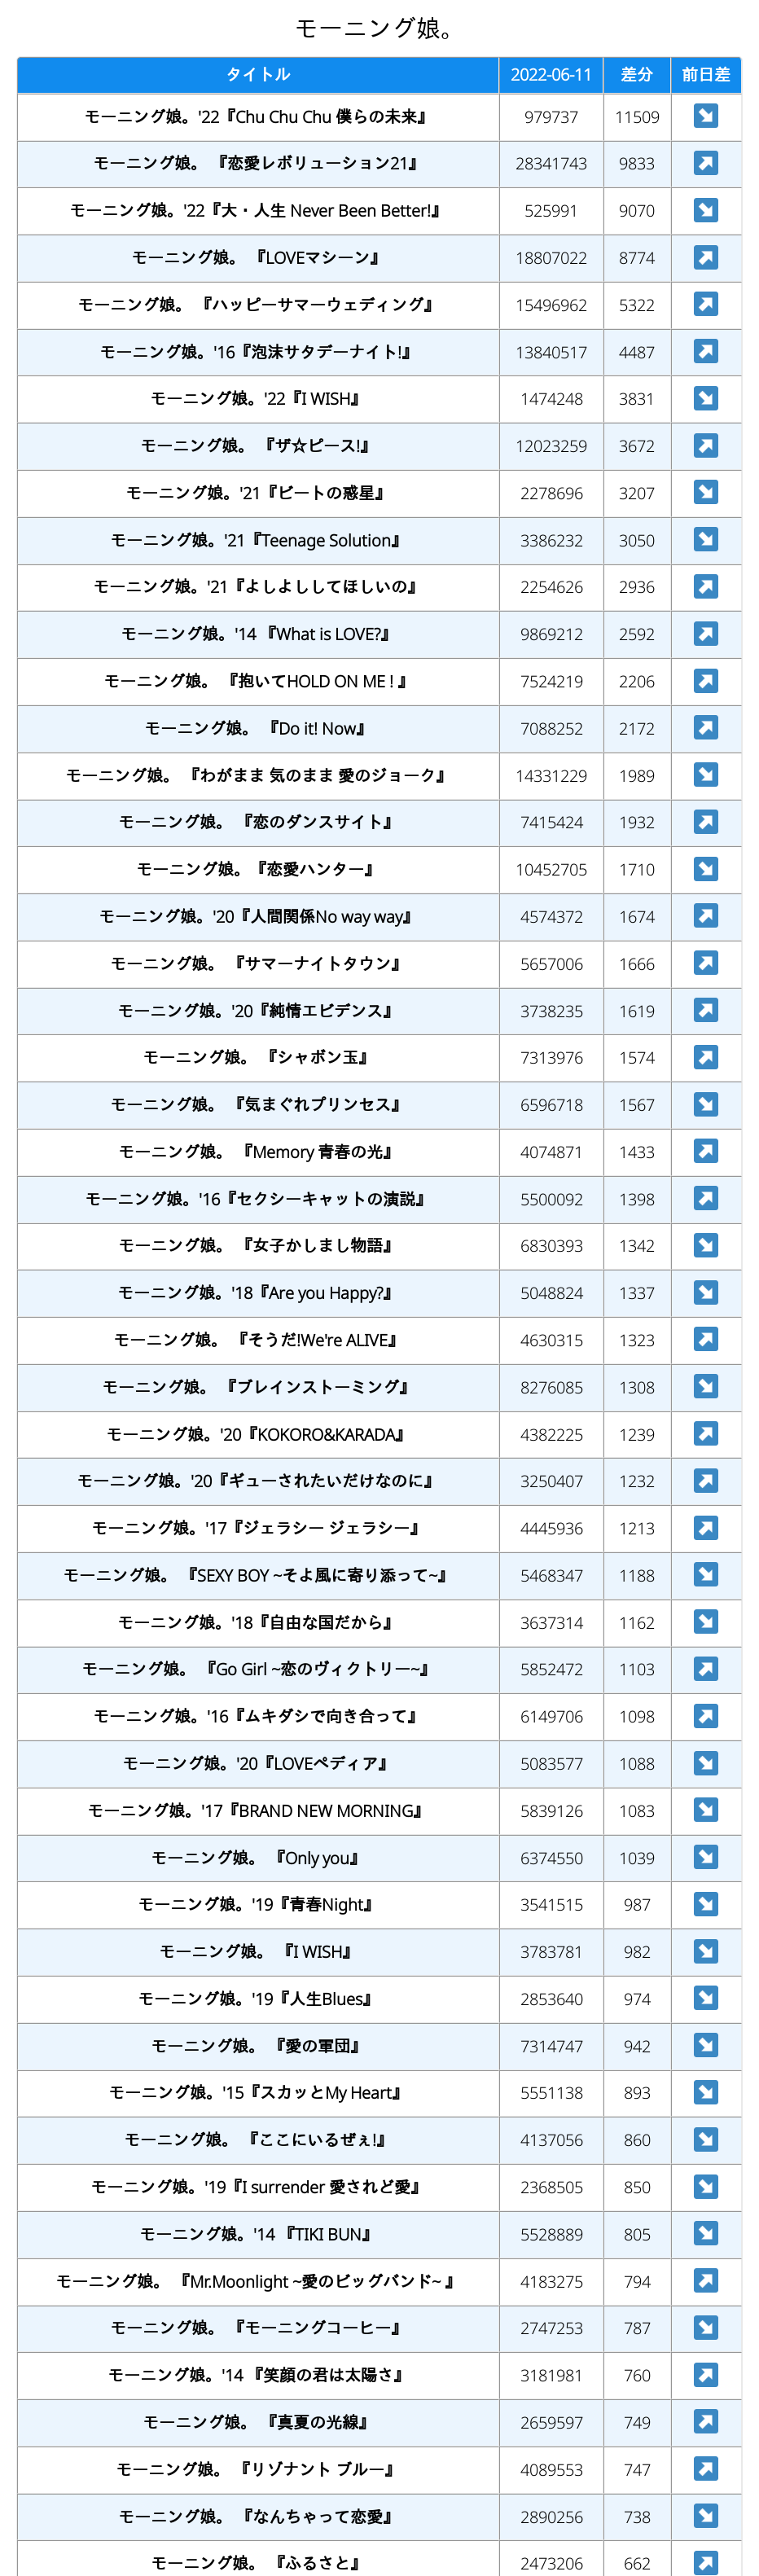 モーニング娘。
タイトル 2022-06-11 差分 前日差
モーニング娘。'22『Chu Chu Chu 僕らの未来』 979737 11509 ↘
モーニング娘。 『恋愛レボリューション21』 28341743 9833 ↗
モーニング娘。'22『大・人生 Never Been Better!』 525991 9070 ↘
モーニング娘。 『LOVEマシーン』 18807022 8774 ↗
モーニング娘。 『ハッピーサマーウェディング』 15496962 5322 ↗
モーニング娘。'16『泡沫サタデーナイト!』 13840517 4487 ↗
モーニング娘。'22『I WISH』 1474248 3831 ↘
モーニング娘。 『ザ☆ピース!』 12023259 3672 ↗
モーニング娘。'21『ビートの惑星』 2278696 3207 ↘
モーニング娘。'21『Teenage Solution』 3386232 3050 ↘
モーニング娘。'21『よしよししてほしいの』 2254626 2936 ↗
モーニング娘。'14 『What is LOVE?』 9869212 2592 ↗
モーニング娘。 『抱いてHOLD ON ME ! 』 7524219 2206 ↗
モーニング娘。 『Do it! Now』 7088252 2172 ↗
モーニング娘。 『わがまま 気のまま 愛のジョーク』 14331229 1989 ↘
モーニング娘。 『恋のダンスサイト』 7415424 1932 ↗
モーニング娘。『恋愛ハンター』 10452705 1710 ↘
モーニング娘。'20『人間関係No way way』 4574372 1674 ↗
モーニング娘。 『サマーナイトタウン』 5657006 1666 ↗
モーニング娘。'20『純情エビデンス』 3738235 1619 ↗
モーニング娘。 『シャボン玉』 7313976 1574 ↗
モーニング娘。 『気まぐれプリンセス』 6596718 1567 ↘
モーニング娘。 『Memory 青春の光』 4074871 1433 ↗
モーニング娘。'16『セクシーキャットの演説』 5500092 1398 ↗
モーニング娘。 『女子かしまし物語』 6830393 1342 ↘
モーニング娘。'18『Are you Happy?』 5048824 1337 ↘
モーニング娘。 『そうだ!We're ALIVE』 4630315 1323 ↗
モーニング娘。 『ブレインストーミング』 8276085 1308 ↘
モーニング娘。'20『KOKORO&KARADA』 4382225 1239 ↗
モーニング娘。'20『ギューされたいだけなのに』 3250407 1232 ↗
モーニング娘。'17『ジェラシー ジェラシー』 4445936 1213 ↗
モーニング娘。 『SEXY BOY ~そよ風に寄り添って~』 5468347 1188 ↘
モーニング娘。'18『自由な国だから』 3637314 1162 ↘
モーニング娘。 『Go Girl ~恋のヴィクトリー~』 5852472 1103 ↗
モーニング娘。'16『ムキダシで向き合って』 6149706 1098 ↗
モーニング娘。'20『LOVEペディア』 5083577 1088 ↘
モーニング娘。'17『BRAND NEW MORNING』 5839126 1083 ↘
モーニング娘。 『Only you』 6374550 1039 ↘
モーニング娘。'19『青春Night』 3541515 987 ↘
モーニング娘。 『I WISH』 3783781 982 ↘
モーニング娘。'19『人生Blues』 2853640 974 ↘
モーニング娘。 『愛の軍団』 7314747 942 ↘
モーニング娘。'15『スカッとMy Heart』 5551138 893 ↘
モーニング娘。 『ここにいるぜぇ!』 4137056 860 ↘
モーニング娘。'19『I surrender 愛されど愛』 2368505 850 ↘
モーニング娘。'14 『TIKI BUN』 5528889 805 ↘
モーニング娘。 『Mr.Moonlight ~愛のビッグバンド~ 』 4183275 794 ↗
モーニング娘。 『モーニングコーヒー』 2747253 787 ↘
モーニング娘。'14 『笑顔の君は太陽さ』 3181981 760 ↗
モーニング娘。 『真夏の光線』 2659597 749 ↗
モーニング娘。 『リゾナント ブルー』 4089553 747 ↗
モーニング娘。 『なんちゃって恋愛』 2890256 738 ↘
モーニング娘。 『ふるさと』 2473206 662 ↗